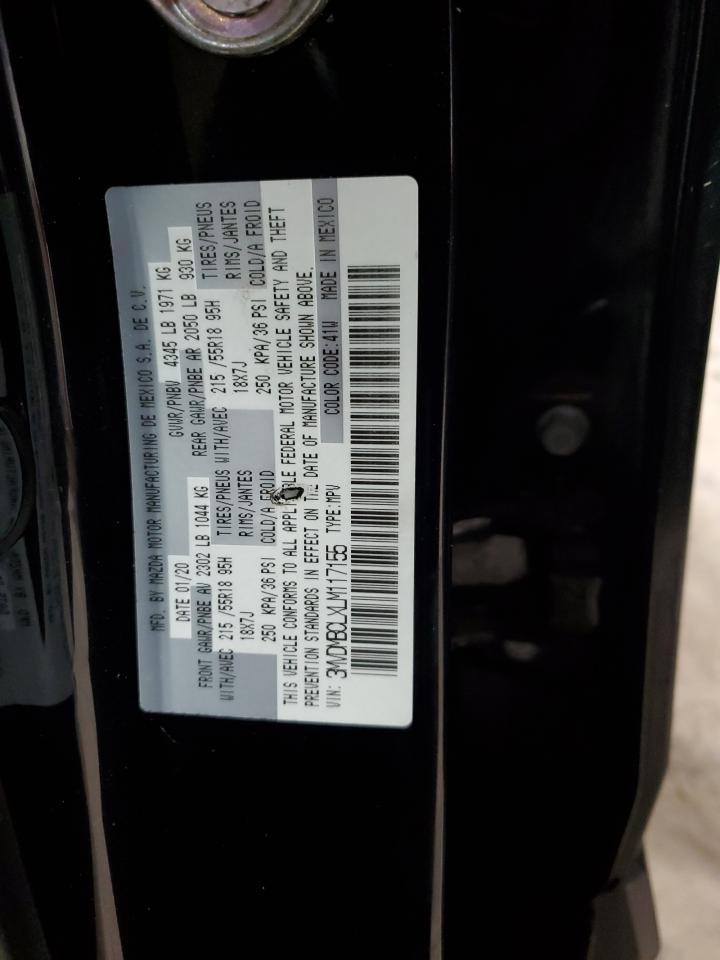 MFD. BY MAZDA MOTOR MANUFACTURING DE MEXICO S.A. DE C.V.
DATE 01/20 GVWR/PNBV 4345 LB 1971 KG
FRONT GAWR/PNBE AV 2302 LB 1044 KG REAR GAWR/PNBE AR 2050 LB 930 KG
WITH/AVEC 215 /55R18 95H TIRES/PNEUS WITH/AVEC 215 /55R18 95H TIRES/PNEUS
18X7J RIMS/JANTES 18X7J RIMS/JANTES
250 KPA/36 PSI COLD/A FROID 250 KPA/36 PSI COLD/A FROID
THIS VEHICLE CONFORMS TO ALL FEDERAL MOTOR VEHICLE SAFETY AND THEFT
PREVENTION STANDARDS IN EFFECT ON THE DATE OF MANUFACTURE SHOWN ABOVE.
VIN: 3MVDMBCLXLM117155 TYPE:MPV COLOR CODE:41W MADE IN MEXICO